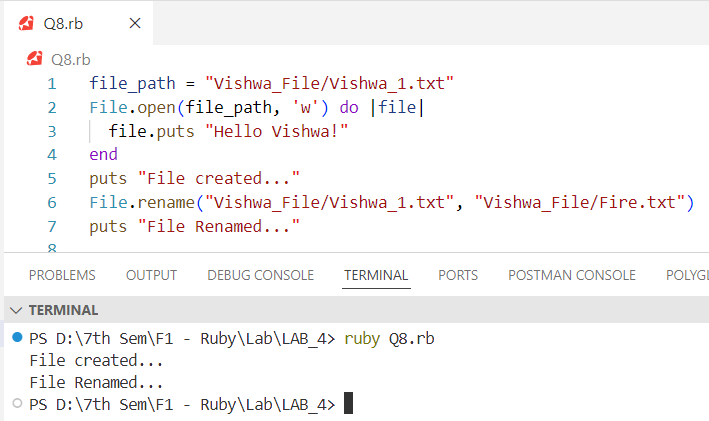 Q8.rb
Q8.rb
1 file_path = "Vishwa_File/Vishwa_1.txt"
2 File.open(file_path, 'w') do |file|
3 file.puts "Hello Vishwa!"
4 end
5 puts "File created..."
6 File.rename("Vishwa_File/Vishwa_1.txt", "Vishwa_File/Fire.txt")
7 puts "File Renamed..."
8
PROBLEMS OUTPUT DEBUG CONSOLE TERMINAL PORTS POSTMAN CONSOLE POLYGL
TERMINAL
PS D:\7th Sem\F1 - Ruby\Lab\LAB_4> ruby Q8.rb
File created...
File Renamed...
PS D:\7th Sem\F1 - Ruby\Lab\LAB_4>